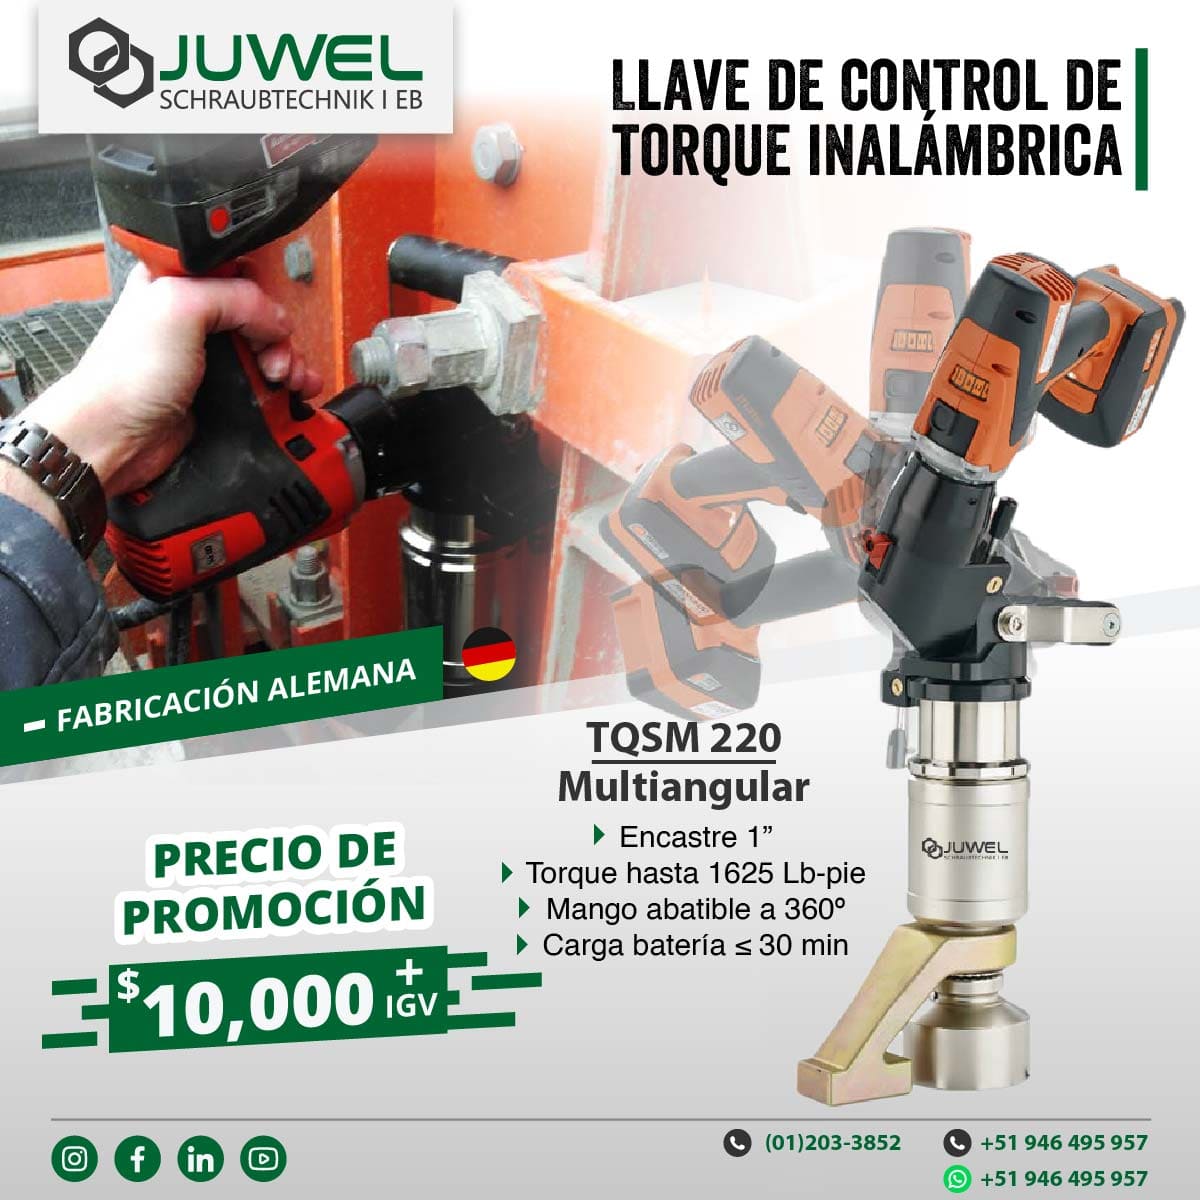 JUWEL
SCHRAUBTECHNIK | EB
LLAVE DE CONTROL DE
TORQUE INALÁMBRICA
FABRICACIÓN ALEMANA
TQSM 220
Multiangular
Encastre 1”
Torque hasta 1625 Lb-pie
Mango abatible a 360º
Carga batería ≤ 30 min
PRECIO DE
PROMOCIÓN
$10,000 + IGV
JUWEL
SCHRAUBTECHNIK | EB
(01)203-3852
+51 946 495 957
+51 946 495 957